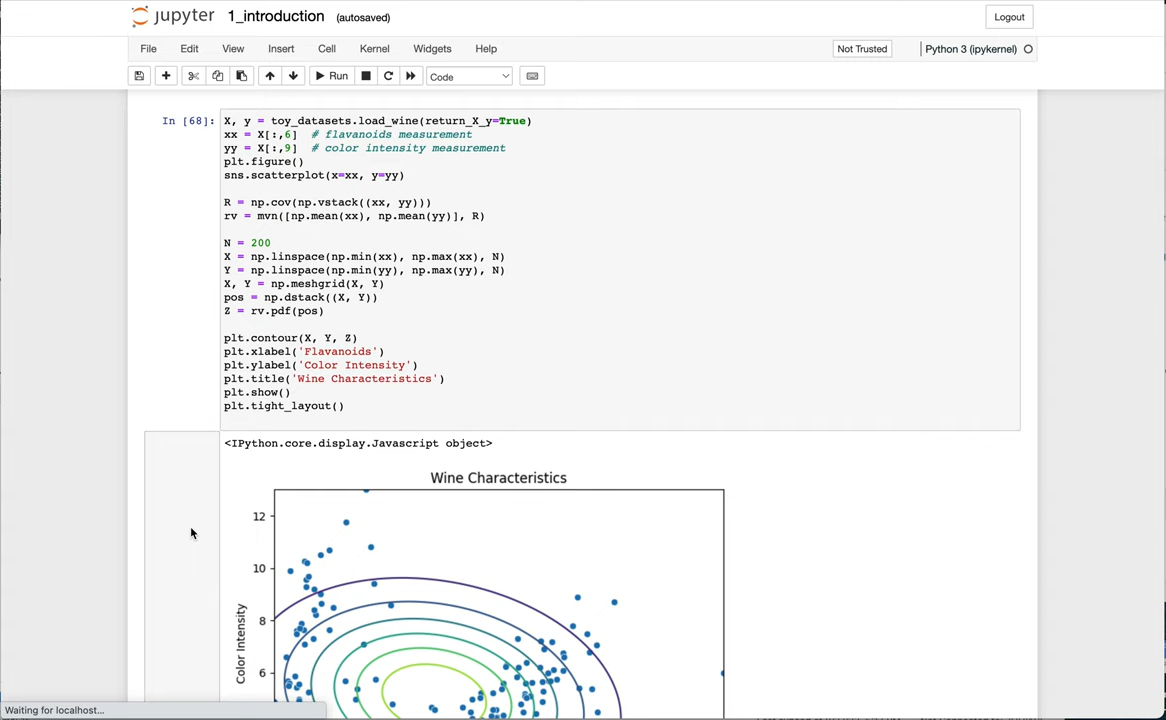 jupyter 1_introduction (autosaved)
Logout
File Edit View Insert Cell Kernel Widgets Help
Not Trusted
Python 3 (ipykernel)
Run
Code
In [68]:
X, y = toy_datasets.load_wine(return_X_y=True)
xx = X[:,6]  # flavanoids measurement
yy = X[:,9]  # color intensity measurement
plt.figure()
sns.scatterplot(x=xx, y=yy)
R = np.cov(np.vstack((xx, yy)))
rv = mvn([np.mean(xx), np.mean(yy)], R)
N = 200
X = np.linspace(np.min(xx), np.max(xx), N)
Y = np.linspace(np.min(yy), np.max(yy), N)
X, Y = np.meshgrid(X, Y)
pos = np.dstack((X, Y))
Z = rv.pdf(pos)
plt.contour(X, Y, Z)
plt.xlabel('Flavanoids')
plt.ylabel('Color Intensity')
plt.title('Wine Characteristics')
plt.show()
plt.tight_layout()
<IPython.core.display.Javascript object>
Wine Characteristics
12
10
8
6
Color Intensity
Waiting for localhost...